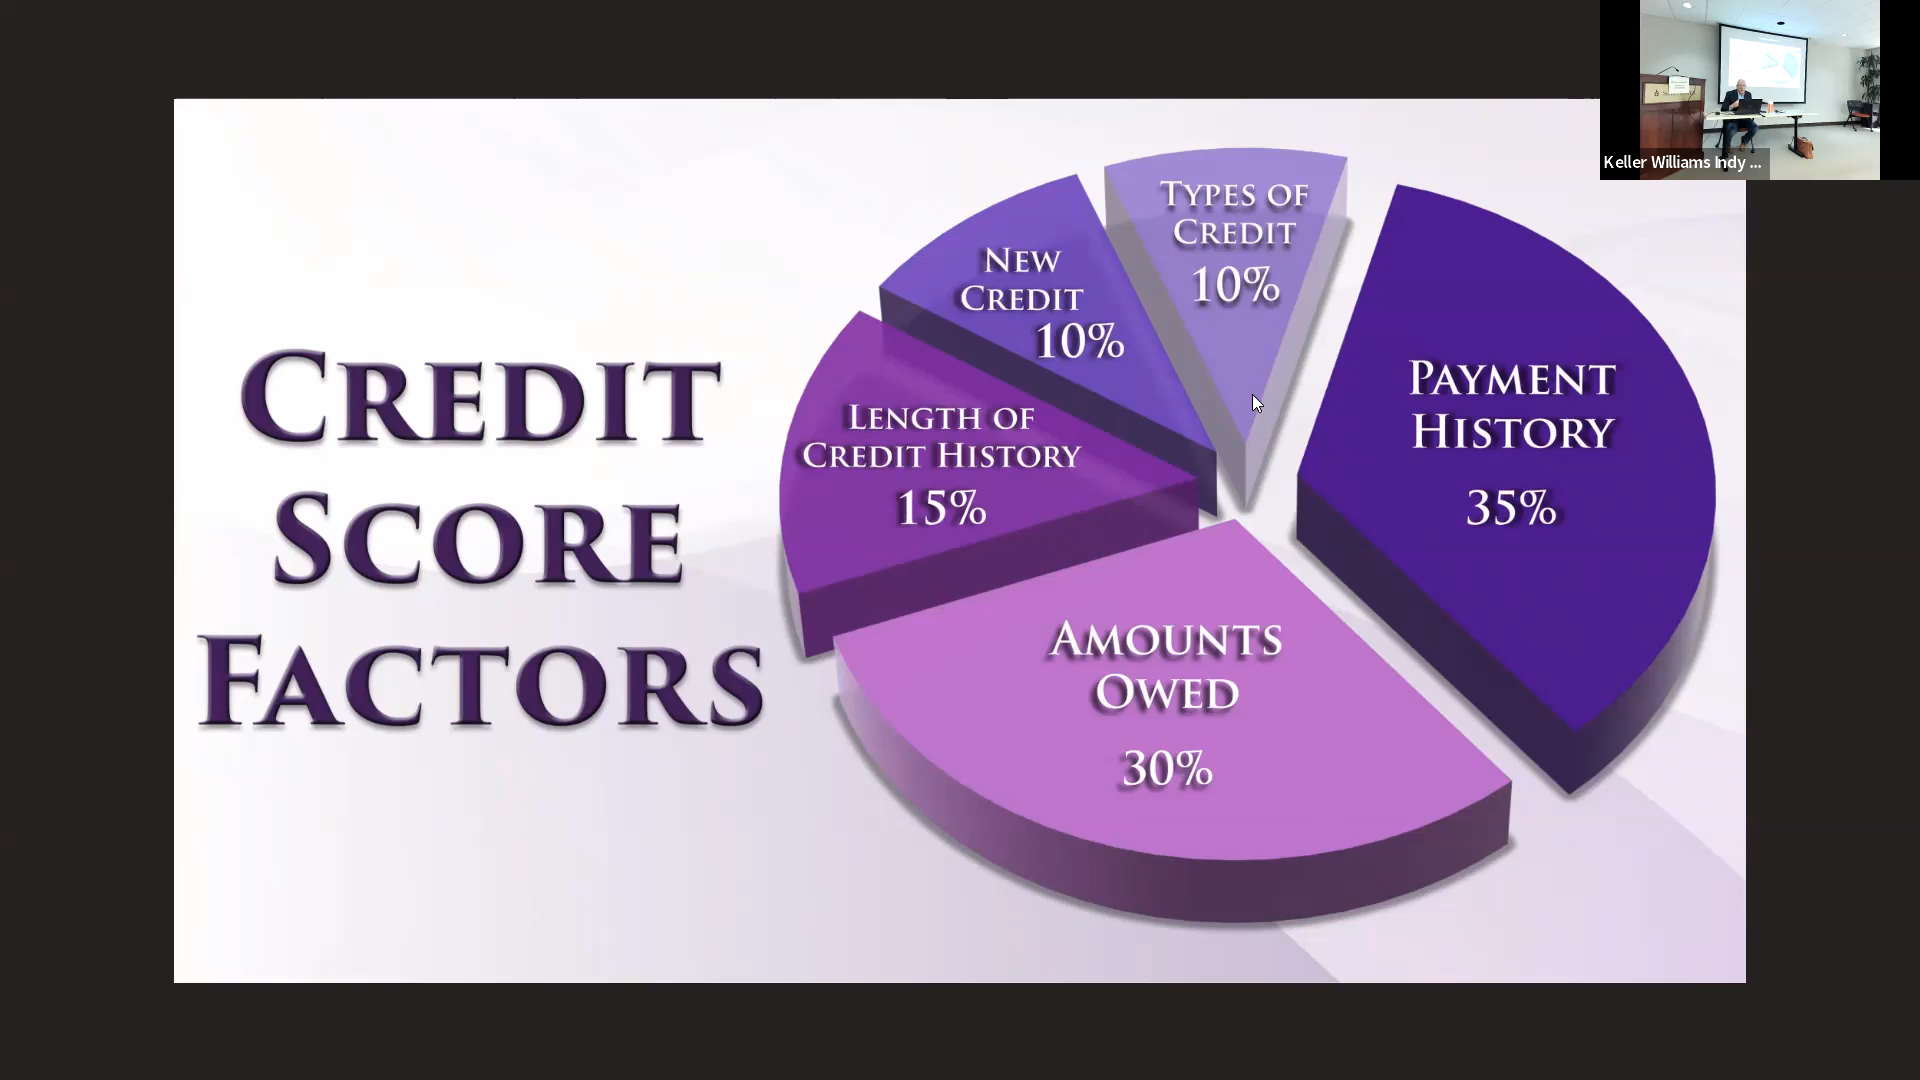 Keller Williams Indy ...
CREDIT
SCORE
FACTORS
TYPES OF
CREDIT
10%
NEW
CREDIT
10%
LENGTH OF
CREDIT HISTORY
15%
PAYMENT
HISTORY
35%
AMOUNTS
OWED
30%